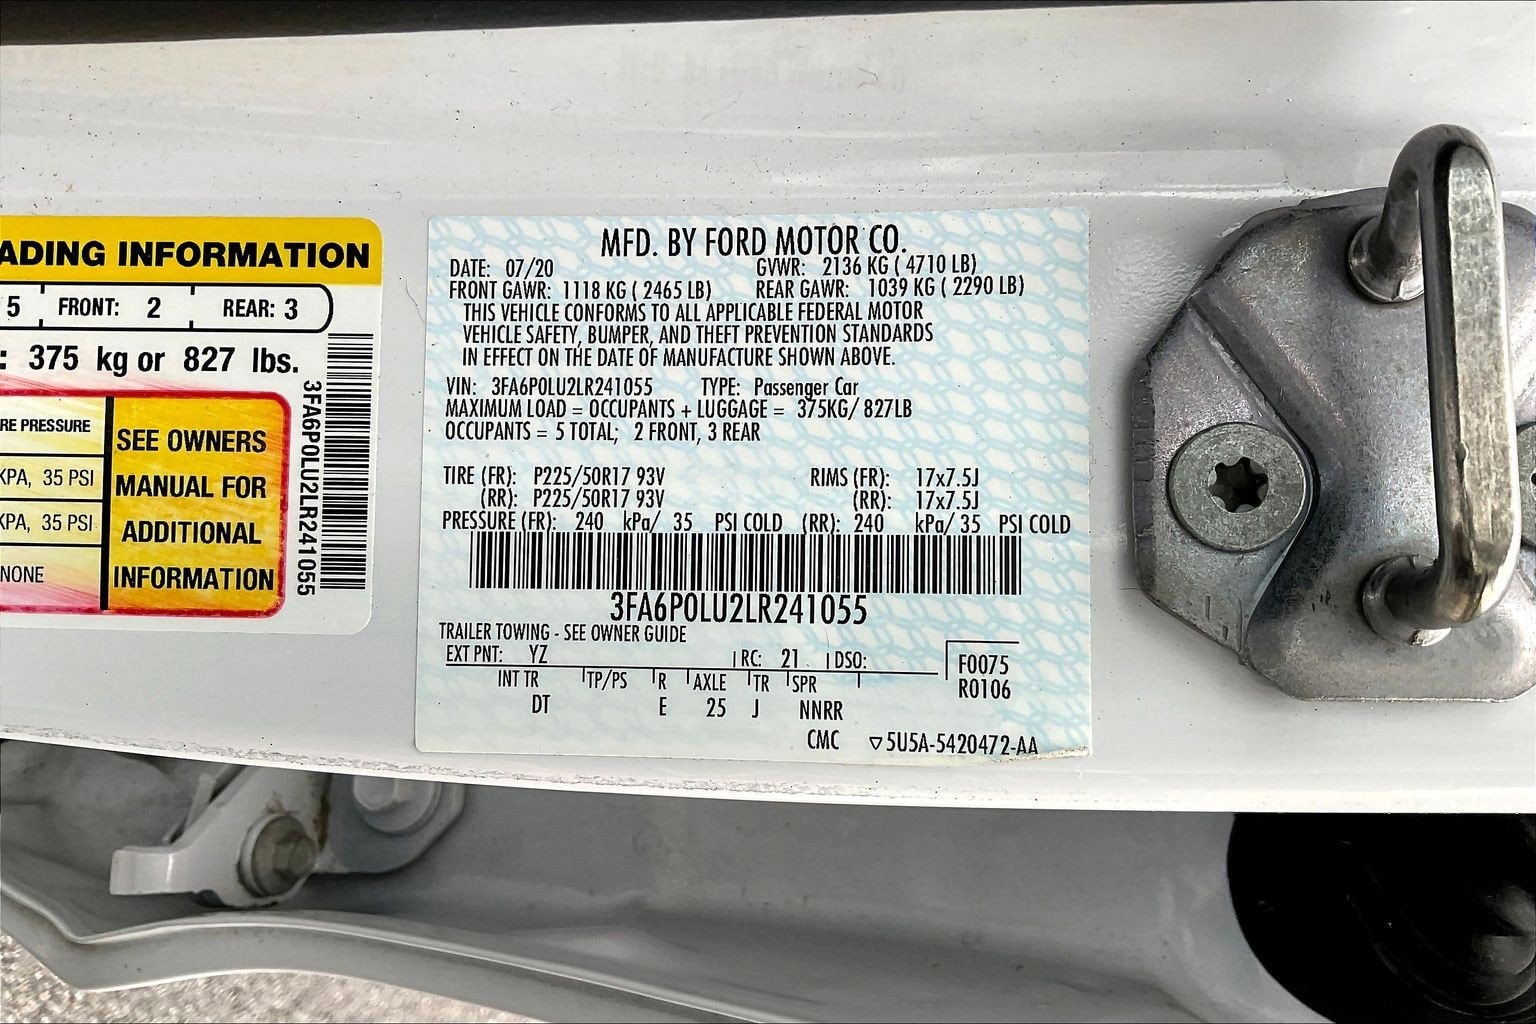 ADING INFORMATION
5 FRONT: 2 REAR: 3
: 375 kg or 827 lbs.
RE PRESSURE
KPA, 35 PSI
KPA, 35 PSI
NONE
SEE OWNERS
MANUAL FOR
ADDITIONAL
INFORMATION
3FA6P0LU2LR241055
MFD. BY FORD MOTOR CO.
DATE: 07/20 GVWR: 2136 KG ( 4710 LB)
FRONT GAWR: 1118 KG ( 2465 LB) REAR GAWR: 1039 KG ( 2290 LB)
THIS VEHICLE CONFORMS TO ALL APPLICABLE FEDERAL MOTOR
VEHICLE SAFETY, BUMPER, AND THEFT PREVENTION STANDARDS
IN EFFECT ON THE DATE OF MANUFACTURE SHOWN ABOVE.
VIN: 3FA6P0LU2LR241055 TYPE: Passenger Car
MAXIMUM LOAD = OCCUPANTS + LUGGAGE = 375KG/ 827LB
OCCUPANTS = 5 TOTAL; 2 FRONT, 3 REAR
TIRE (FR): P225/50R17 93V RIMS (FR): 17x7.5J
(RR): P225/50R17 93V (RR): 17x7.5J
PRESSURE (FR): 240 kPa/ 35 PSI COLD (RR): 240 kPa/ 35 PSI COLD
3FA6P0LU2LR241055
TRAILER TOWING - SEE OWNER GUIDE
EXT PNT: YZ RC: 21 DSO:
F0075
R0106
INT TR TP/PS R AXLE TR SPR
DT E 25 J NNRR
CMC ▽5U5A-5420472-AA